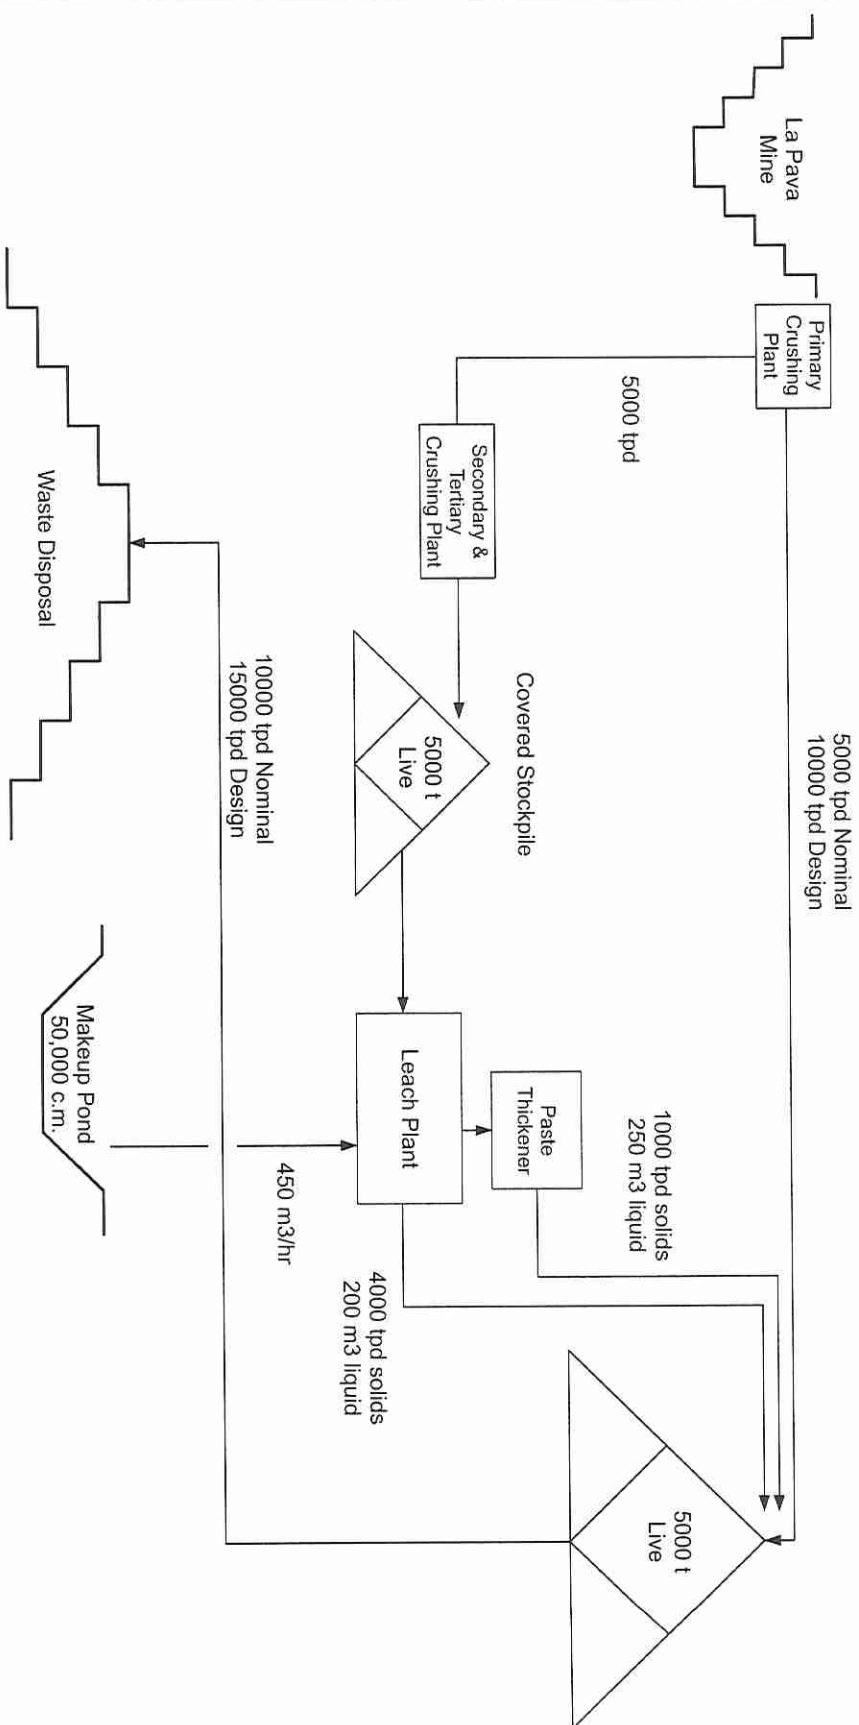 La Pava
Mine
Primary
Crushing
Plant
5000 tpd Nominal
10000 tpd Design
5000 tpd
Secondary &
Tertiary
Crushing Plant
Covered Stockpile
5000 t
Live
Leach Plant
Paste
Thickener
1000 tpd solids
250 m3 liquid
4000 tpd solids
200 m3 liquid
5000 t
Live
450 m3/hr
10000 tpd Nominal
15000 tpd Design
Waste Disposal
Makeup Pond
50,000 c.m.